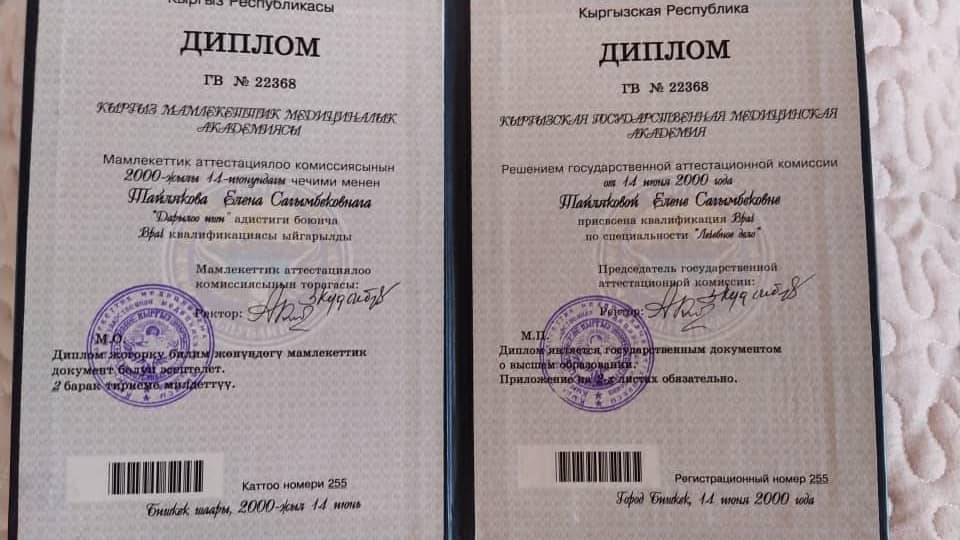 Кыргыз Республикасы
ДИПЛОМ
ГВ № 22368
КЫРГЫЗ МАМЛЕКЕТТИК МЕДИЦИНАЛЫК
АКАДЕМИЯСЫ
Мамлекеттик аттестациялоо комиссиясынын
2000-жылы 14-июнундагы чечими менен
Тайлякова Елена Сагымбековнага
"Дарылоо иши" адистиги боюнча
Врач квалификациясы ыйгарылды
Мамлекеттик аттестациялоо
комиссиясынын торагасы:
Ректор:
М.О.
Диплом жогорку билим жөнүндөгү мамлекеттик
документ болуп эсептелет.
2 барак тиркеме милдеттүү.
Каттоо номери 255
Бишкек шаары, 2000-жыл 14 июнь
Кыргызская Республика
ДИПЛОМ
ГВ № 22368
КЫРГЫЗСКАЯ ГОСУДАРСТВЕННАЯ МЕДИЦИНСКАЯ
АКАДЕМИЯ
Решением государственной аттестационной комиссии
от 14 июня 2000 года
Тайляковой Елене Сагымбековне
присвоена квалификация Врач
по специальности "Лечебное дело"
Председатель государственной
аттестационной комиссии:
Ректор:
М.П.
Диплом является государственным документом
о высшем образовании.
Приложение на 2-х листах обязательно.
Регистрационный номер 255
Город Бишкек, 14 июня 2000 года